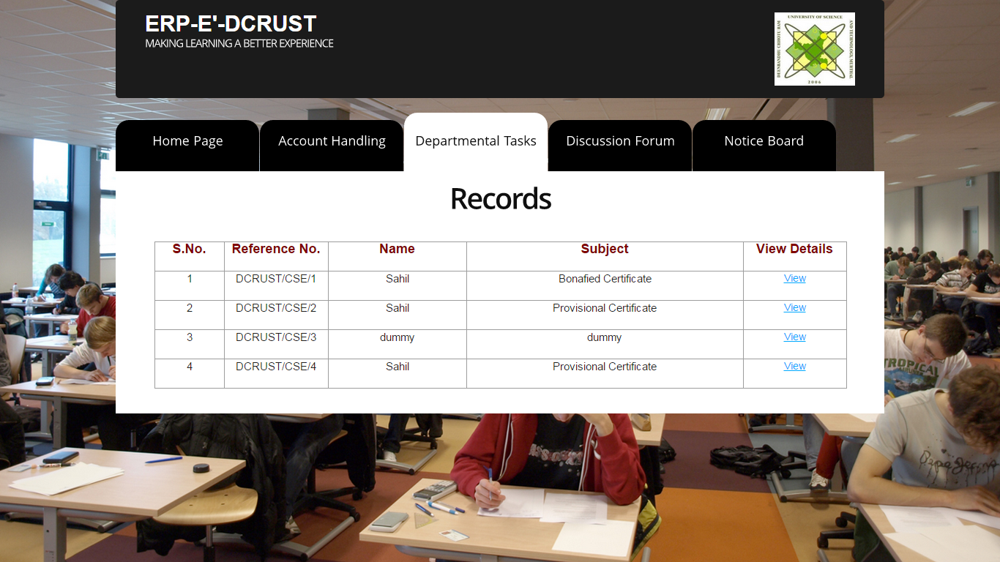 ERP-E'-DCRUST
MAKING LEARNING A BETTER EXPERIENCE
UNIVERSITY OF SCIENCE
AND TECHNOLOGY, MURTHAL
DEENBANDHU CHHOTU RAM
2006
Home Page
Account Handling
Departmental Tasks
Discussion Forum
Notice Board
Records
S.No. Reference No. Name Subject View Details
1 DCRUST/CSE/1 Sahil Bonafied Certificate View
2 DCRUST/CSE/2 Sahil Provisional Certificate View
3 DCRUST/CSE/3 dummy dummy View
4 DCRUST/CSE/4 Sahil Provisional Certificate View
TROPICAL